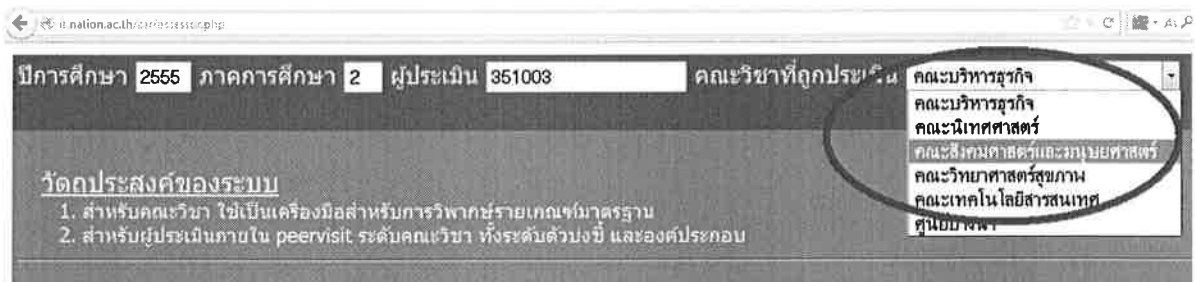 it.nation.ac.th/sar/assessor.php
ปีการศึกษา 2555 ภาคการศึกษา 2 ผู้ประเมิน 351003 คณะวิชาที่ถูกประเมิน คณะบริหารธุรกิจ
คณะบริหารธุรกิจ
คณะนิเทศศาสตร์
คณะสังคมศาสตร์และมนุษยศาสตร์
คณะวิทยาศาสตร์สุขภาพ
คณะเทคโนโลยีสารสนเทศ
ศูนย์บางนา
วัตถุประสงค์ของระบบ
1. สำหรับคณะวิชา ใช้เป็นเครื่องมือสำหรับการวิพากษ์รายเกณฑ์มาตรฐาน
2. สำหรับผู้ประเมินภายใน peervisit ระดับคณะวิชา ทั้งระดับตัวบ่งชี้ และองค์ประกอบ